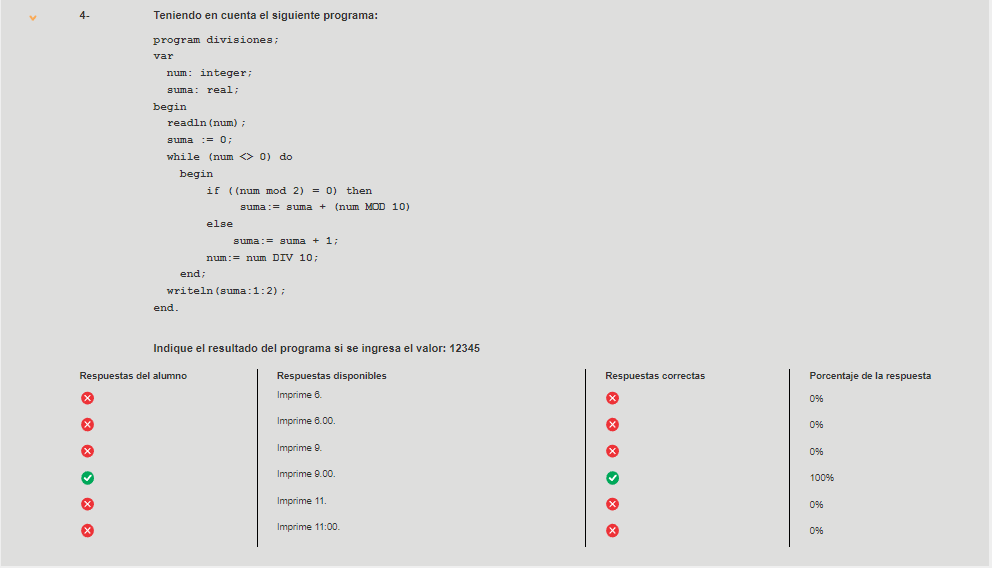 4- Teniendo en cuenta el siguiente programa:
program divisiones;
var
num: integer;
suma: real;
begin
readln(num);
suma := 0;
while (num <> 0) do
begin
if ((num mod 2) = 0) then
suma:= suma + (num MOD 10)
else
suma:= suma + 1;
num:= num DIV 10;
end;
writeln(suma:1:2);
end.
Indique el resultado del programa si se ingresa el valor: 12345
Respuestas del alumno Respuestas disponibles Respuestas correctas Porcentaje de la respuesta
Imprime 6. 0%
Imprime 6.00. 0%
Imprime 9. 0%
Imprime 9.00. 100%
Imprime 11. 0%
Imprime 11:00. 0%